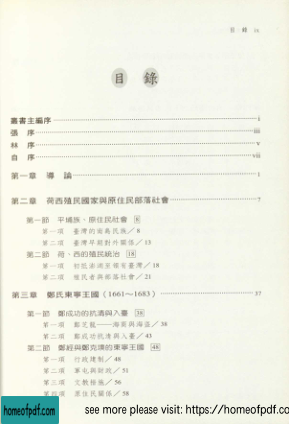 目　錄 ix
目 錄
叢書主編序 i
張　序 iii
林　序 v
自　序 vii
第一章　導　論 1
第二章　荷西殖民國家與原住民部落社會 7
第一節　平埔族、原住民社會 8
第一項　臺灣的南島民族／8
第二項　臺灣早期對外關係／13
第二節　荷、西的殖民統治 18
第一項　初抵澎湖至領有臺灣／18
第二項　殖民者與部落社會／21
第三章　鄭氏東寧王國（1661～1683） 37
第一節　鄭成功的抗清與入臺 38
第一項　鄭芝龍——海商與海盜／38
第二項　鄭成功抗清與入臺／43
第二節　鄭經與鄭克塽的東寧王國 48
第一項　行政建制／48
第二項　軍屯與財政／51
第三項　文教措施／56
第四項　原住民關係／58
homeofpdf.com
see more please visit: https://homeofpdf.co